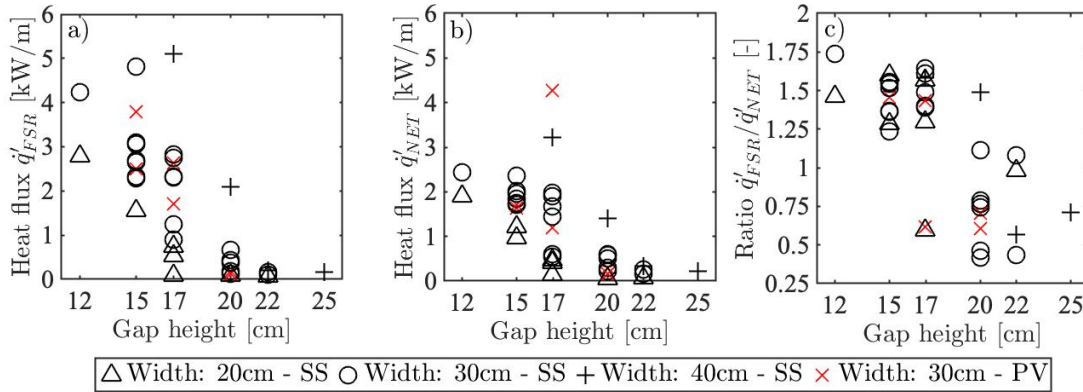 a)
Heat flux q̇′FSR [kW/m]
6
5
4
3
2
1
0
12 15 17 20 22 25
Gap height [cm]
b)
Heat flux q̇′NET [kW/m]
6
5
4
3
2
1
0
12 15 17 20 22 25
Gap height [cm]
c)
Ratio q̇′FSR/q̇′NET [-]
2
1.75
1.5
1.25
1
0.75
0.5
0.25
12 15 17 20 22 25
Gap height [cm]
Width: 20cm - SS Width: 30cm - SS Width: 40cm - SS Width: 30cm - PV